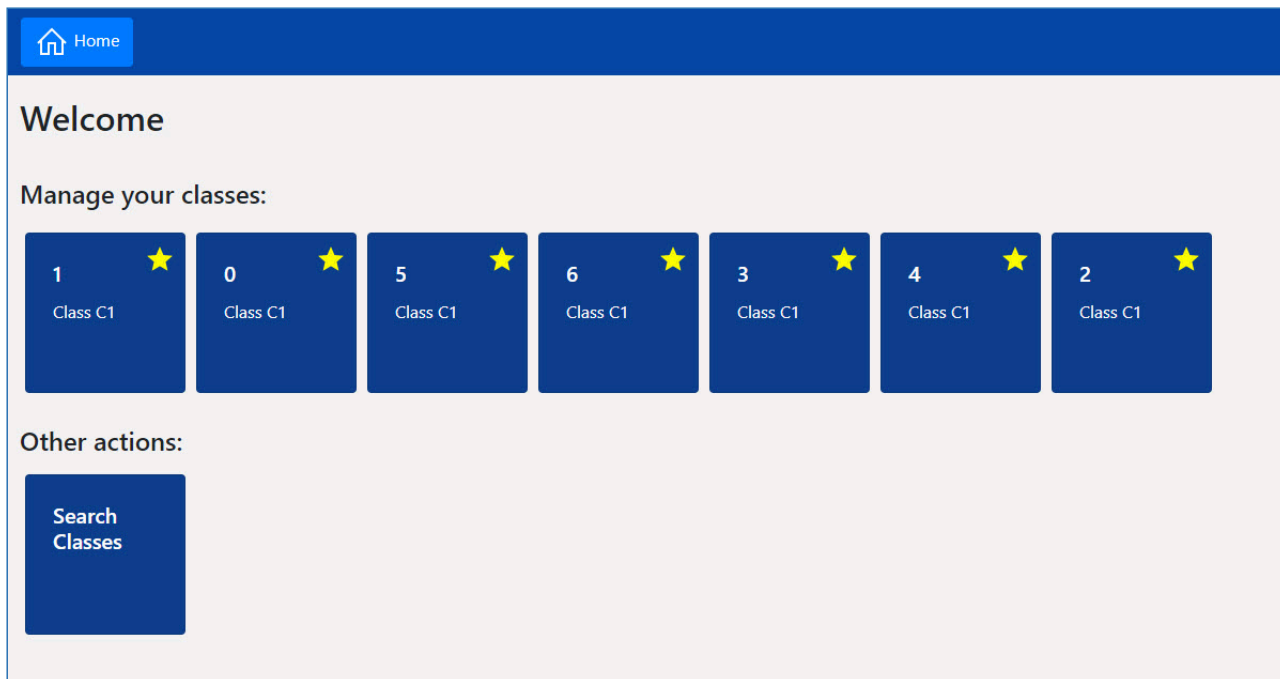 Home
Welcome
Manage your classes:
1
Class C1
0
Class C1
5
Class C1
6
Class C1
3
Class C1
4
Class C1
2
Class C1
Other actions:
Search
Classes